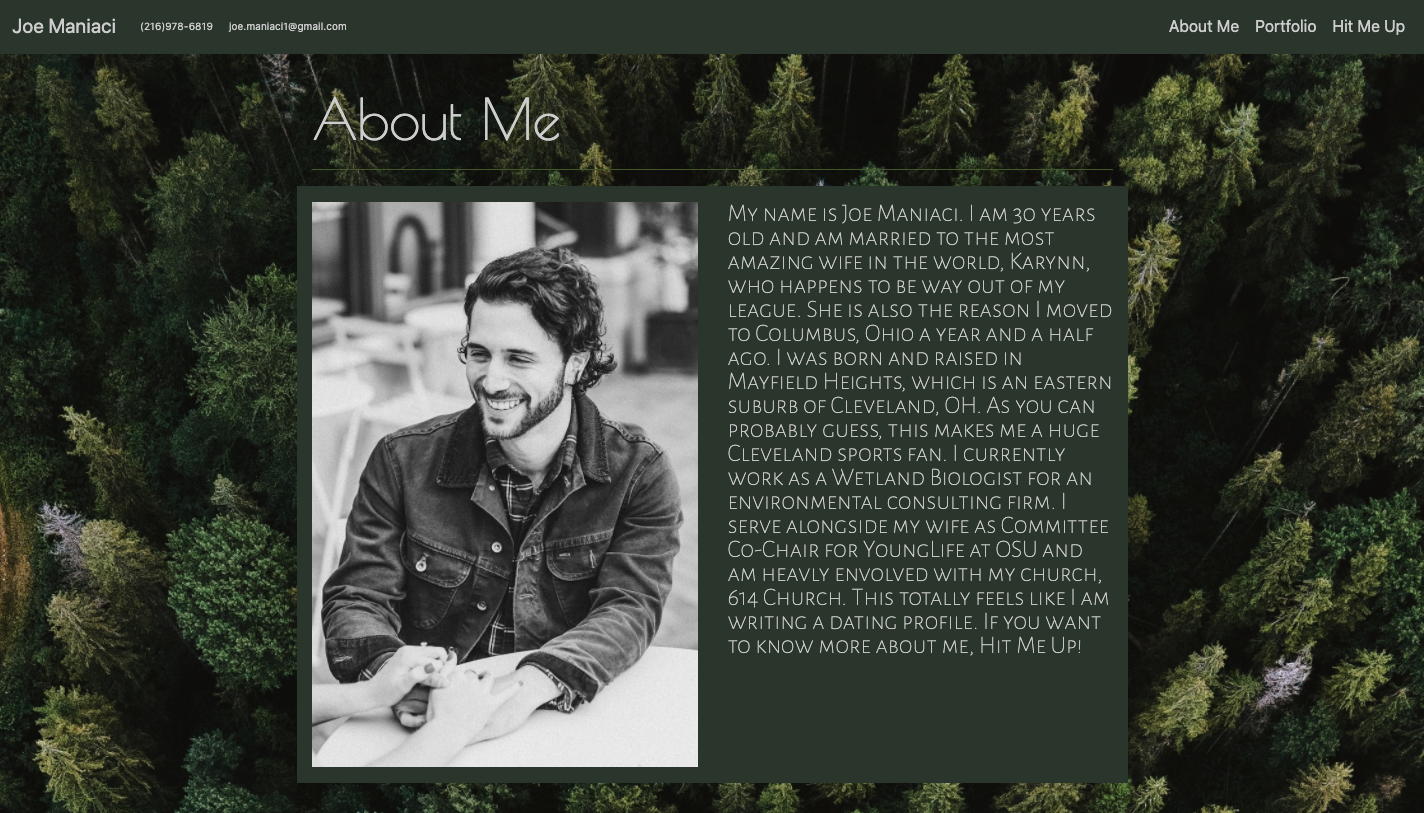 Joe Maniaci (216)978-6819 joe.maniaci1@gmail.com About Me Portfolio Hit Me Up
About Me
My name is Joe Maniaci. I am 30 years
old and am married to the most
amazing wife in the world, Karynn,
who happens to be way out of my
league. She is also the reason I moved
to Columbus, Ohio a year and a half
ago. I was born and raised in
Mayfield Heights, which is an eastern
suburb of Cleveland, OH. As you can
probably guess, this makes me a huge
Cleveland sports fan. I currently
work as a Wetland Biologist for an
environmental consulting firm. I
serve alongside my wife as Committee
Co-Chair for YoungLife at OSU and
am heavly envolved with my church,
614 Church. This totally feels like I am
writing a dating profile. If you want
to know more about me, Hit Me Up!